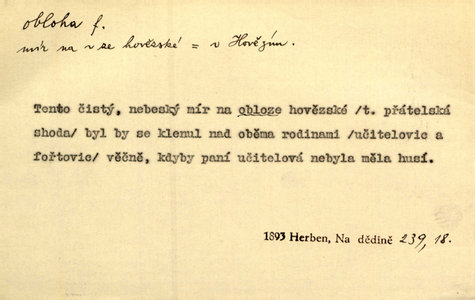 obloha f.
mír na o-ze hovězské = v Hovězím.
Tento čistý, nebeský mír na obloze hovězské /t. přátelská
shoda/ byl by se klenul nad oběma rodinami /učitelovic a
fořtovic/ věčně, kdyby paní učitelová nebyla měla husí.
1893 Herben, Na dědině 239, 18.